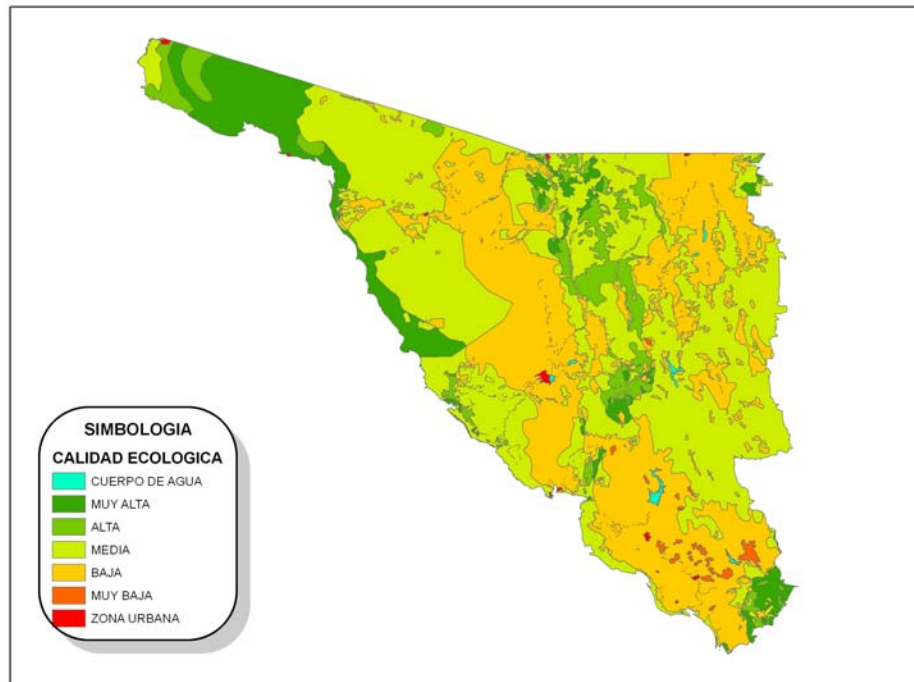 SIMBOLOGIA
CALIDAD ECOLOGICA
CUERPO DE AGUA
MUY ALTA
ALTA
MEDIA
BAJA
MUY BAJA
ZONA URBANA